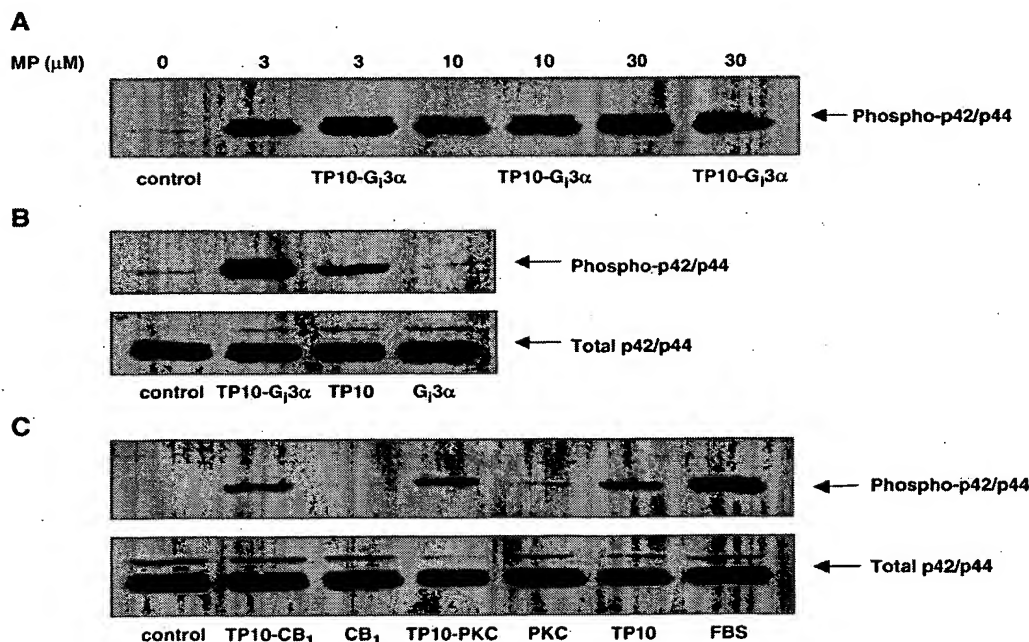 A
MP (μM) 0 3 3 10 10 30 30
Phospho-p42/p44
control TP10-Gi3α TP10-Gi3α TP10-Gi3α
B
Phospho-p42/p44
Total p42/p44
control TP10-Gi3α TP10 Gi3α
C
Phospho-p42/p44
Total p42/p44
control TP10-CB1 CB1 TP10-PKC PKC TP10 FBS